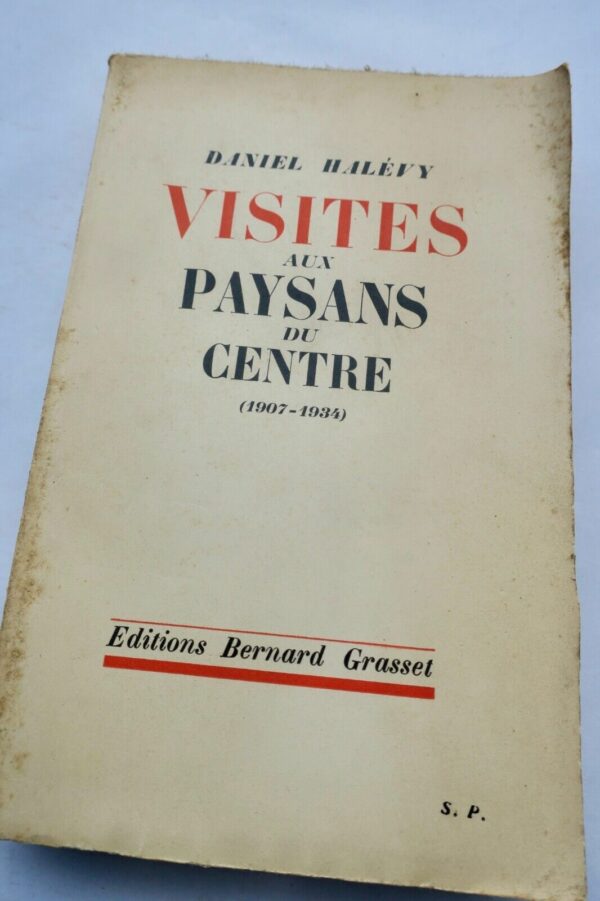 DANIEL HALÉVY
VISITES
AUX
PAYSANS
DU
CENTRE
(1907-1934)
Editions Bernard Grasset
S. P.